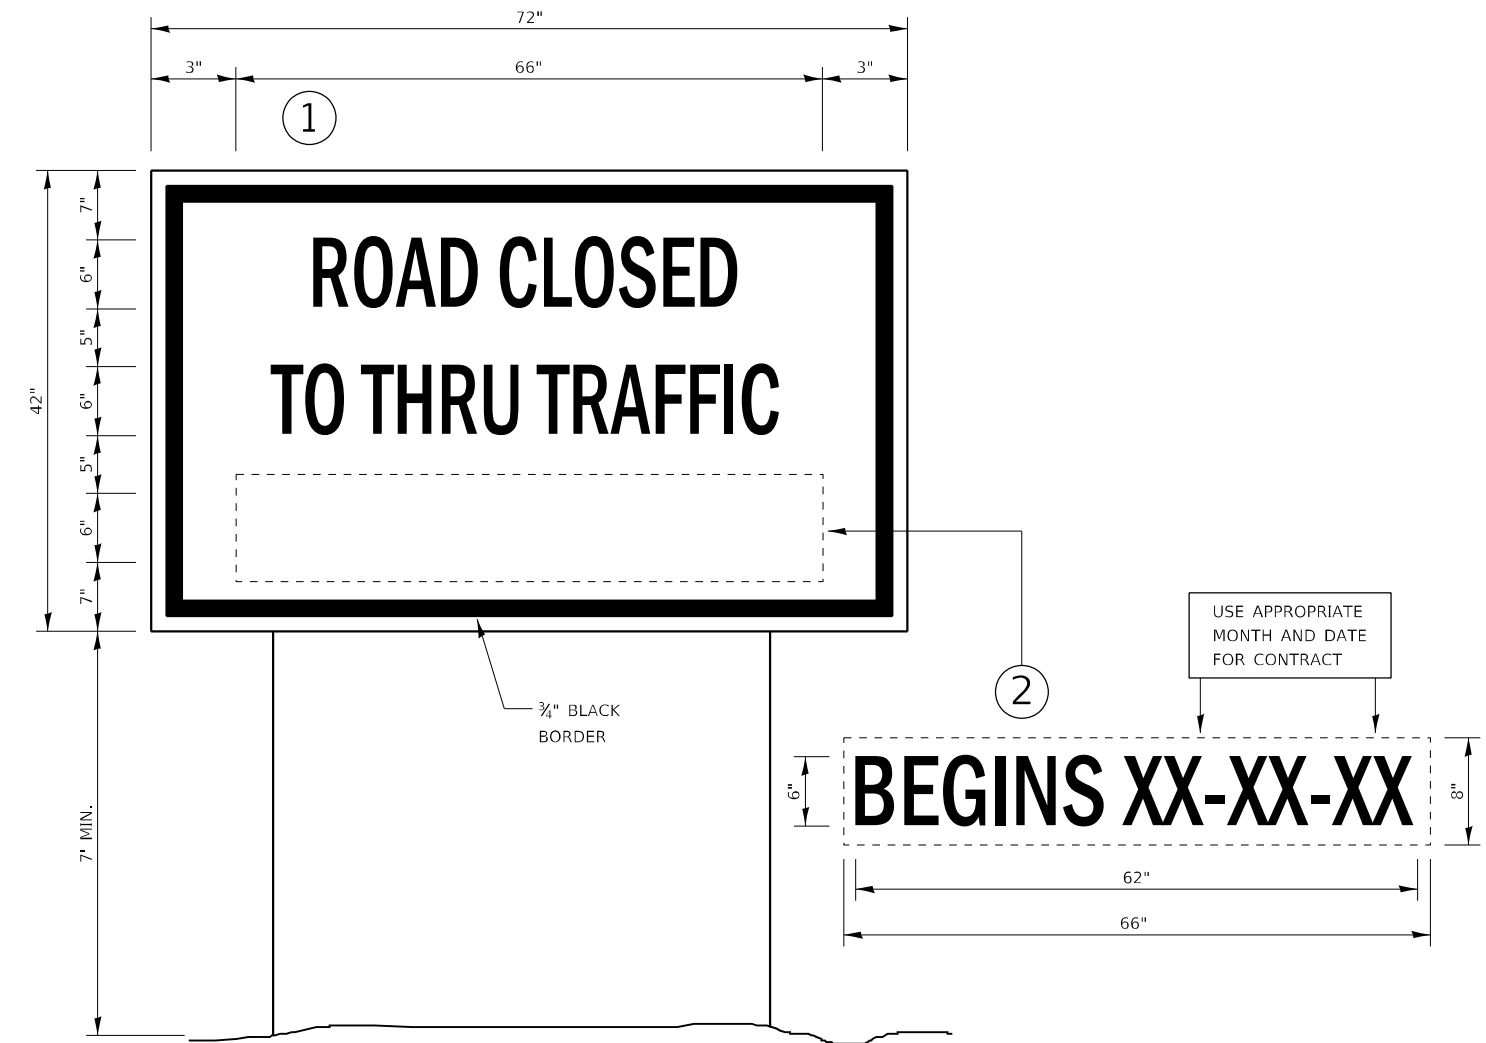 72"
3"
66"
3"
1
7"
6"
5"
6"
5"
6"
7"
42"
ROAD CLOSED
TO THRU TRAFFIC
¾" BLACK
BORDER
7' MIN.
2
USE APPROPRIATE
MONTH AND DATE
FOR CONTRACT
6"
BEGINS XX-XX-XX
8"
62"
66"